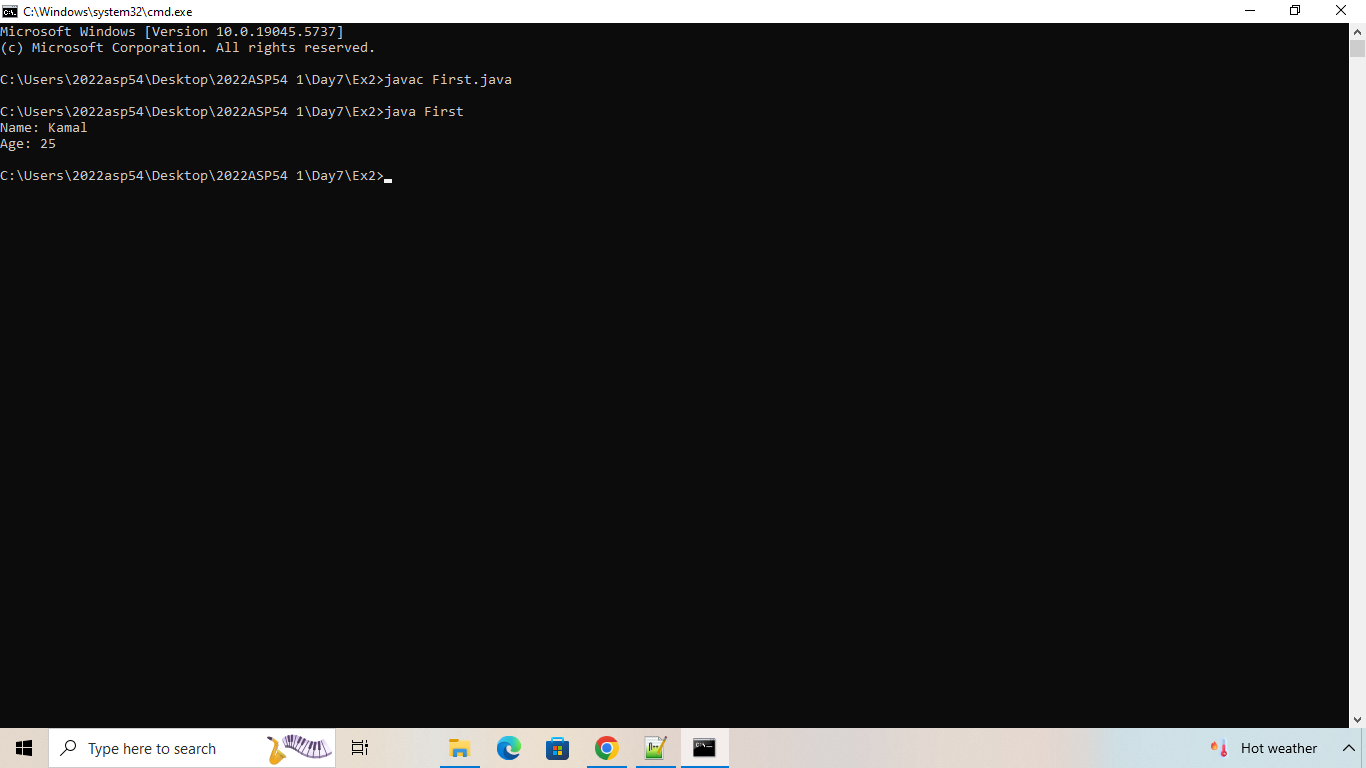 C:\Windows\system32\cmd.exe
Microsoft Windows [Version 10.0.19045.5737]
(c) Microsoft Corporation. All rights reserved.
C:\Users\2022asp54\Desktop\2022ASP54 1\Day7\Ex2>javac First.java
C:\Users\2022asp54\Desktop\2022ASP54 1\Day7\Ex2>java First
Name: Kamal
Age: 25
C:\Users\2022asp54\Desktop\2022ASP54 1\Day7\Ex2>
Type here to search
Hot weather